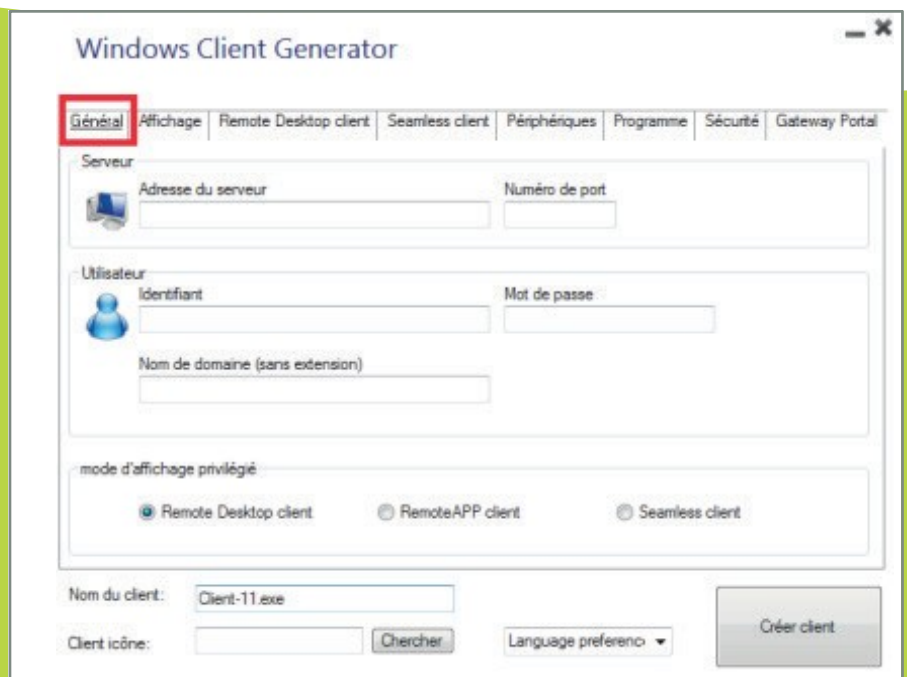 Windows Client Generator
Général Affichage Remote Desktop client Seamless client Périphériques Programme Sécurité Gateway Portal
Serveur
Adresse du serveur Numéro de port
Utilisateur
Identifiant Mot de passe
Nom de domaine (sans extension)
mode d'affichage privilégié
Remote Desktop client RemoteAPP client Seamless client
Nom du client: Client-11.exe
Client icône: Chercher Language preferenc
Créer client